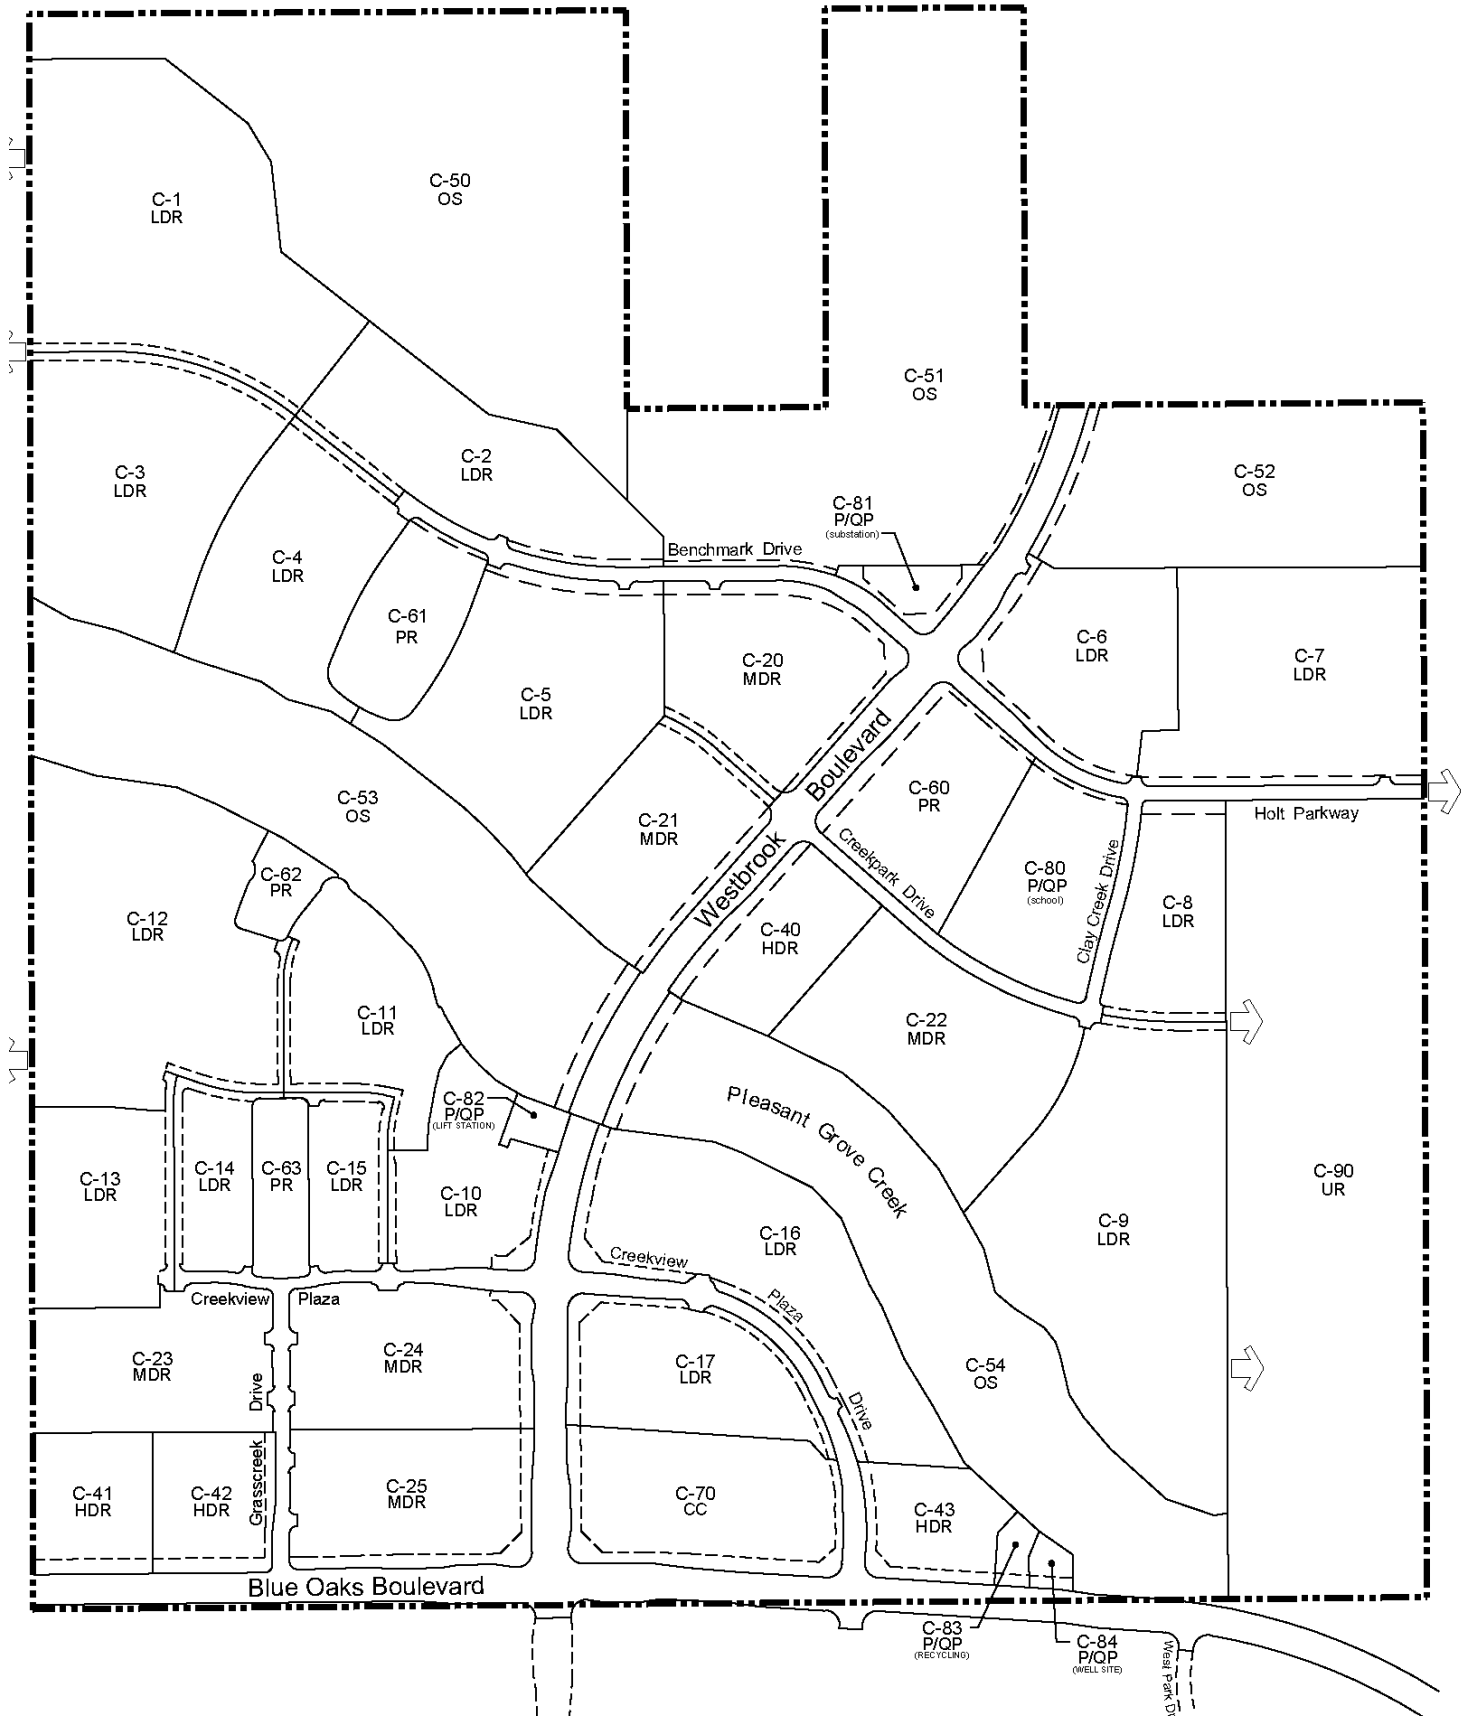 C-1
LDR
C-50
OS
C-51
OS
C-2
LDR
C-3
LDR
C-52
OS
C-81
P/QP
(substation)
Benchmark Drive
C-4
LDR
C-61
PR
C-5
LDR
C-20
MDR
C-6
LDR
C-7
LDR
Westbrook Boulevard
C-53
OS
C-21
MDR
C-60
PR
Holt Parkway
Creekpark Drive
C-80
P/QP
(school)
Clay Creek Drive
C-8
LDR
C-62
PR
C-12
LDR
C-40
HDR
C-11
LDR
C-22
MDR
C-82
P/QP
(LIFT STATION)
Pleasant Grove Creek
C-13
LDR
C-14
LDR
C-63
PR
C-15
LDR
C-10
LDR
C-90
UR
C-16
LDR
C-9
LDR
Creekview Plaza Drive
Creekview Plaza
C-23
MDR
C-24
MDR
C-17
LDR
C-54
OS
Grasscreek Drive
C-41
HDR
C-42
HDR
C-25
MDR
C-70
CC
C-43
HDR
Blue Oaks Boulevard
C-83
P/QP
(RECYCLING)
C-84
P/QP
(WELL SITE)
West Park Dr